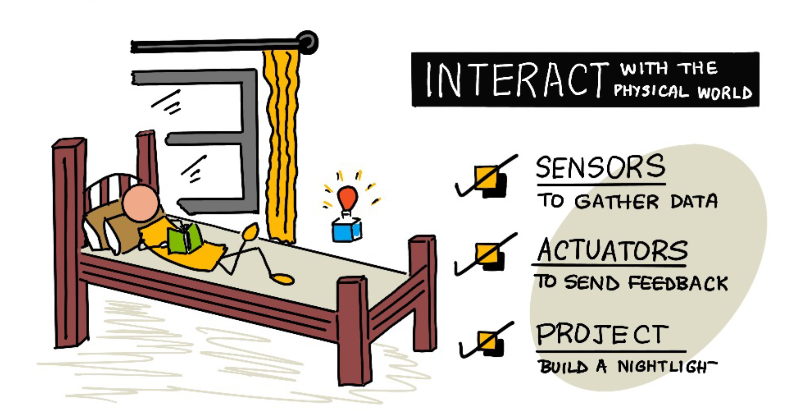 INTERACT WITH THE
PHYSICAL WORLD
SENSORS
TO GATHER DATA
ACTUATORS
TO SEND FEEDBACK
PROJECT
BUILD A NIGHTLIGHT